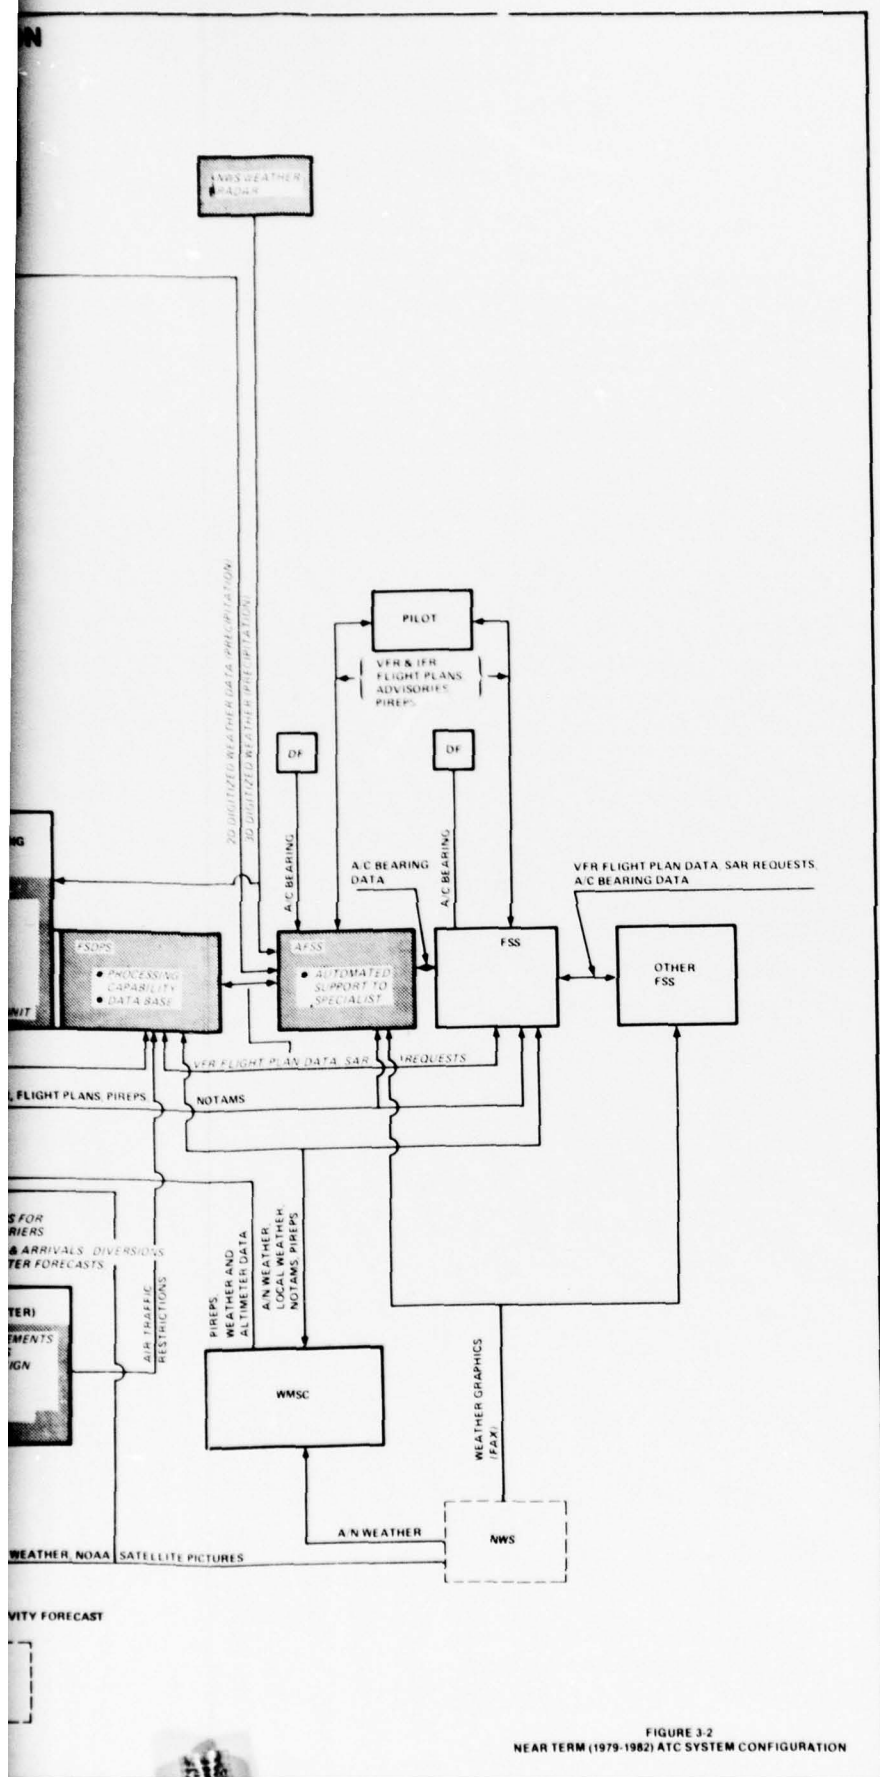 N
NWS WEATHER
RADAR
2D DIGITIZED WEATHER DATA (PRECIPITATION)
3D DIGITIZED WEATHER (PRECIPITATION)
PILOT
VFR & IFR
FLIGHT PLANS
ADVISORIES
PIREPS
DF
DF
A/C BEARING
A/C BEARING
A/C BEARING
DATA
VFR FLIGHT PLAN DATA, SAR REQUESTS,
A/C BEARING DATA
NG
NIT
FSDPS
● PROCESSING
CAPABILITY
● DATA BASE
AFSS
● AUTOMATED
SUPPORT TO
SPECIALIST
FSS
OTHER
FSS
VFR FLIGHT PLAN DATA, SAR REQUESTS
, FLIGHT PLANS, PIREPS, NOTAMS
S FOR
RIERS
& ARRIVALS, DIVERSIONS
TER FORECASTS
AIR TRAFFIC
RESTRICTIONS
PIREPS,
WEATHER AND
ALTIMETER DATA
A/N WEATHER,
LOCAL WEATHER,
NOTAMS, PIREPS
TER)
EMENTS
S
IGN
WMSC
WEATHER GRAPHICS
(FAX)
A/N WEATHER
NWS
WEATHER, NOAA SATELLITE PICTURES
VITY FORECAST
FIGURE 3-2
NEAR TERM (1979-1982) ATC SYSTEM CONFIGURATION